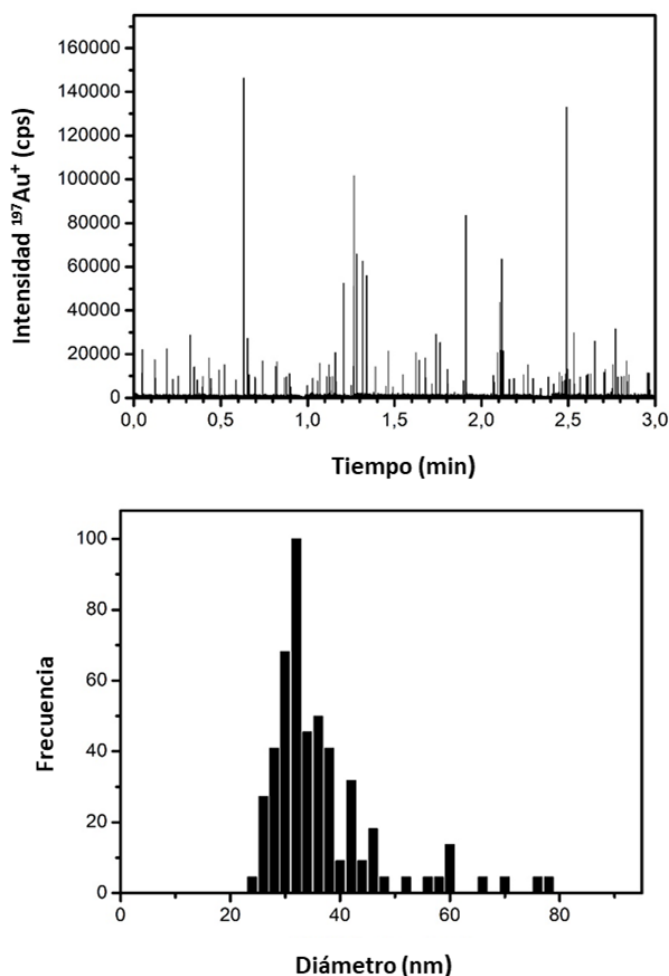 160000
140000
120000
100000
80000
60000
40000
20000
0
Intensidad ¹⁹⁷Au⁺ (cps)
0,0 0,5 1,0 1,5 2,0 2,5 3,0
Tiempo (min)
100
80
60
40
20
0
Frecuencia
0 20 40 60 80
Diámetro (nm)